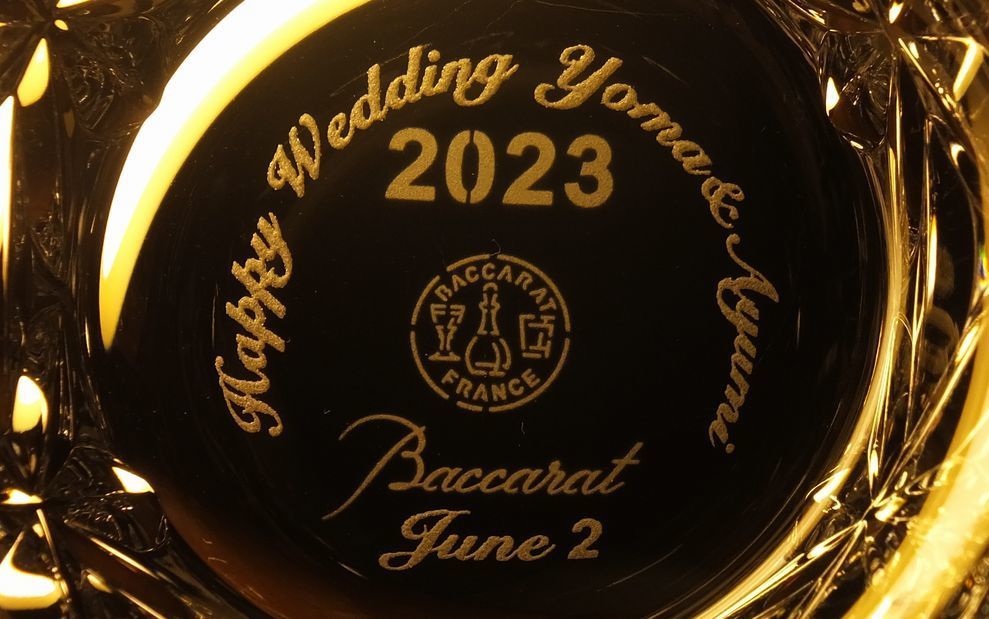 Happy Wedding Yoma & Ayumi
2023
BACCARAT
FRANCE
Baccarat
June 2